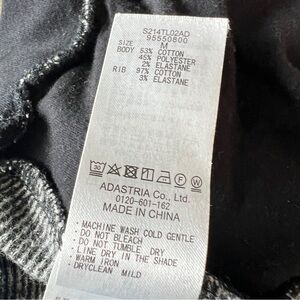 S214TL02AD
95550800
SIZE M
BODY 53% COTTON
45% POLYESTER
2% ELASTANE
RIB 97% COTTON
3% ELASTANE
ADASTRIA Co., Ltd.
0120-601-162
MADE IN CHINA
・MACHINE WASH COLD GENTLE
・DO NOT BLEACH
・DO NOT TUMBLE DRY
・LINE DRY IN THE SHADE
・WARM IRON
・DRYCLEAN MILD